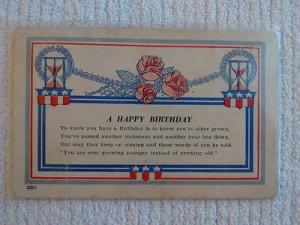 A HAPPY BIRTHDAY
To know you have a Birthday is to know you've older grown,
You've passed another milestone and another year has flown,
But may they keep on coming and these words of you be told,
"You are ever growing younger instead of growing old."
2221